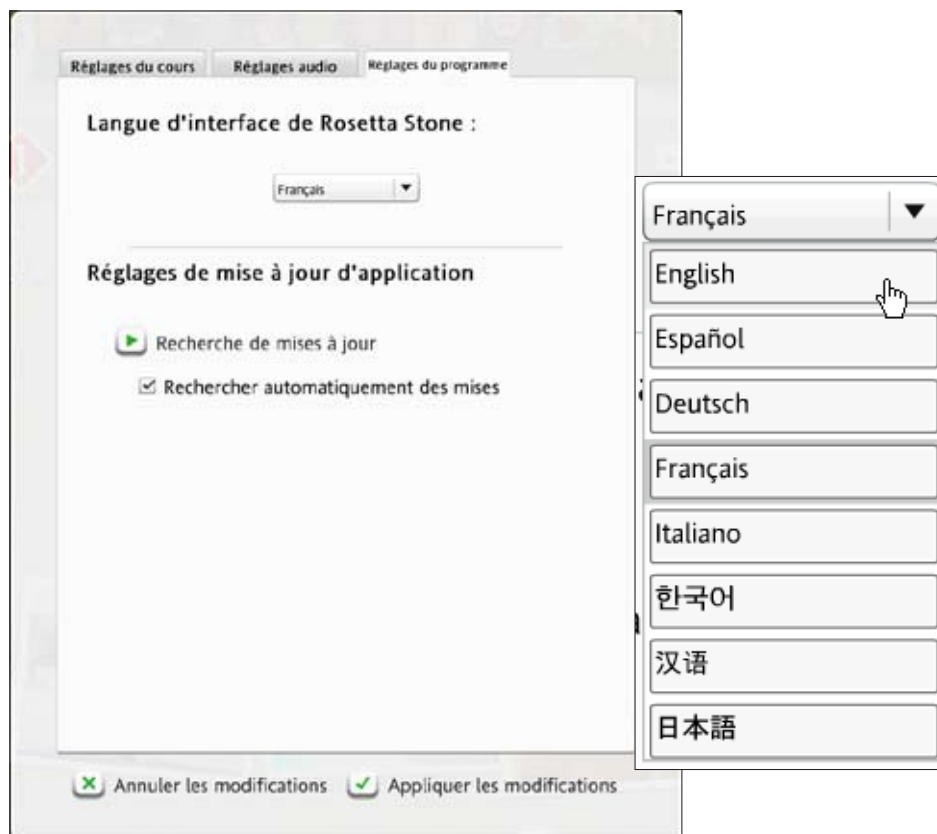 Réglages du cours
Réglages audio
Réglages du programme
Langue d'interface de Rosetta Stone :
Français
Réglages de mise à jour d'application
Recherche de mises à jour
Rechercher automatiquement des mises
Annuler les modifications
Appliquer les modifications
Français
English
Español
Deutsch
Français
Italiano
한국어
汉语
日本語